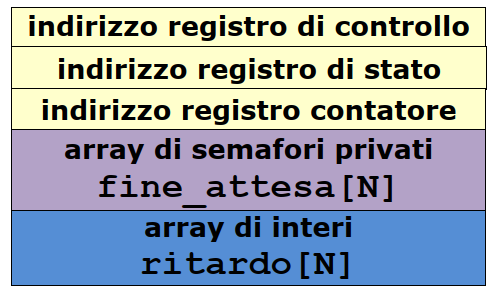 indirizzo registro di controllo
indirizzo registro di stato
indirizzo registro contatore
array di semafori privati
fine_attesa[N]
array di interi
ritardo[N]